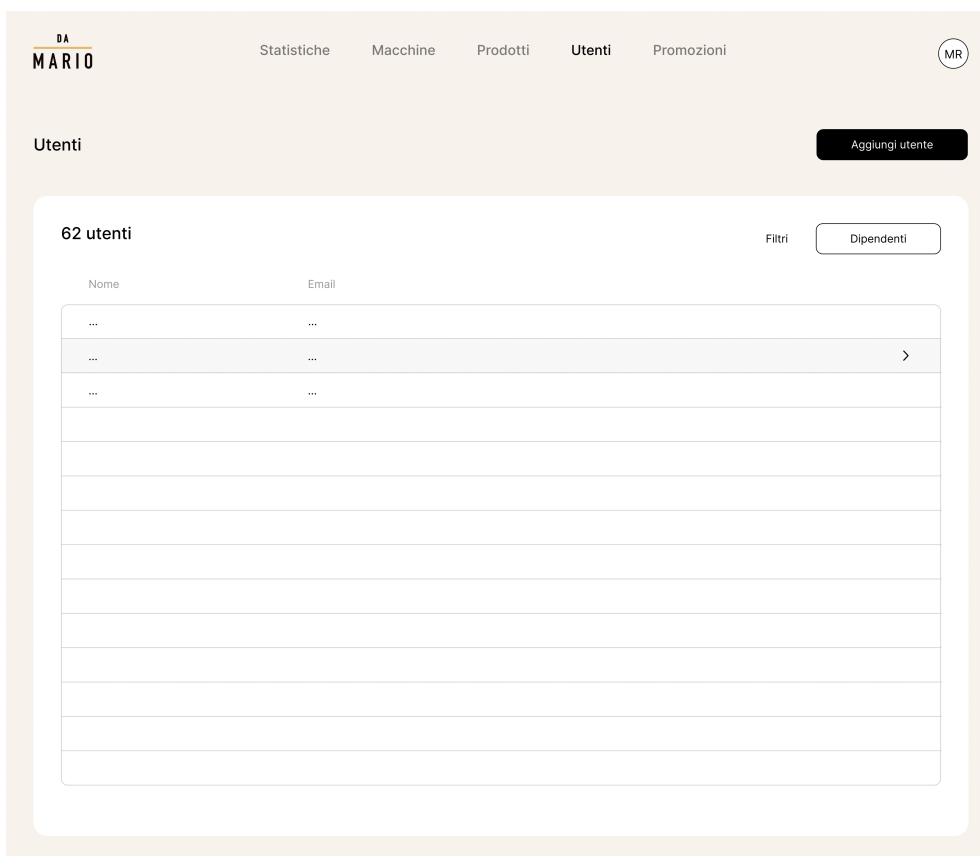 DA
MARIO
Statistiche Macchine Prodotti Utenti Promozioni
MR
Utenti
Aggiungi utente
62 utenti
Filtri
Dipendenti
Nome Email
... ...
... ...
... ...